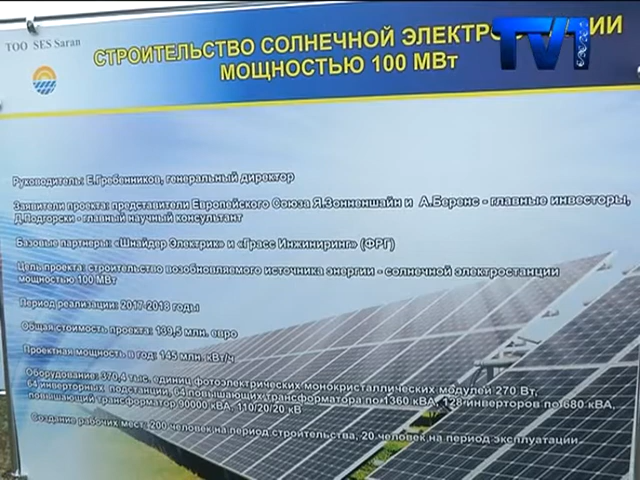 TOO SES Saran
СТРОИТЕЛЬСТВО СОЛНЕЧНОЙ
TVT
МОЩНОСТЬЮ 100 МВт
Руководитель: Е.Гребенников, генеральный директор
Заявители проекта: представители Европейского Союза Я.Зонненшайн и А.Беренс - главные инвесторы,
Д.Подгорски - главный научный консультант
Базовые партнеры: «Шнайдер Электрик» и «Грасс Инжиниринг» (ФРГ)
Цель проекта: строительство возобновляемого источника энергии - солнечной электростанции
мощностью 100 МВт
Период реализации: 2017-2018 годы
Общая стоимость проекта: 139,5 млн. евро
Проектная мощность в год: 145 млн. кВт/ч
Оборудование: 370,4 тыс. единиц фотоэлектрических монокристаллических модулей 270 Вт,
64 инверторных подстанции, 64 повышающих трансформатора по 1360 кВА, 128 инверторов по 680 кВА,
повышающий трансформатор 90000 кВА, 110/20/20 кВ
Создание рабочих мест: 200 человек на период строительства, 20 человек на период эксплуатации.